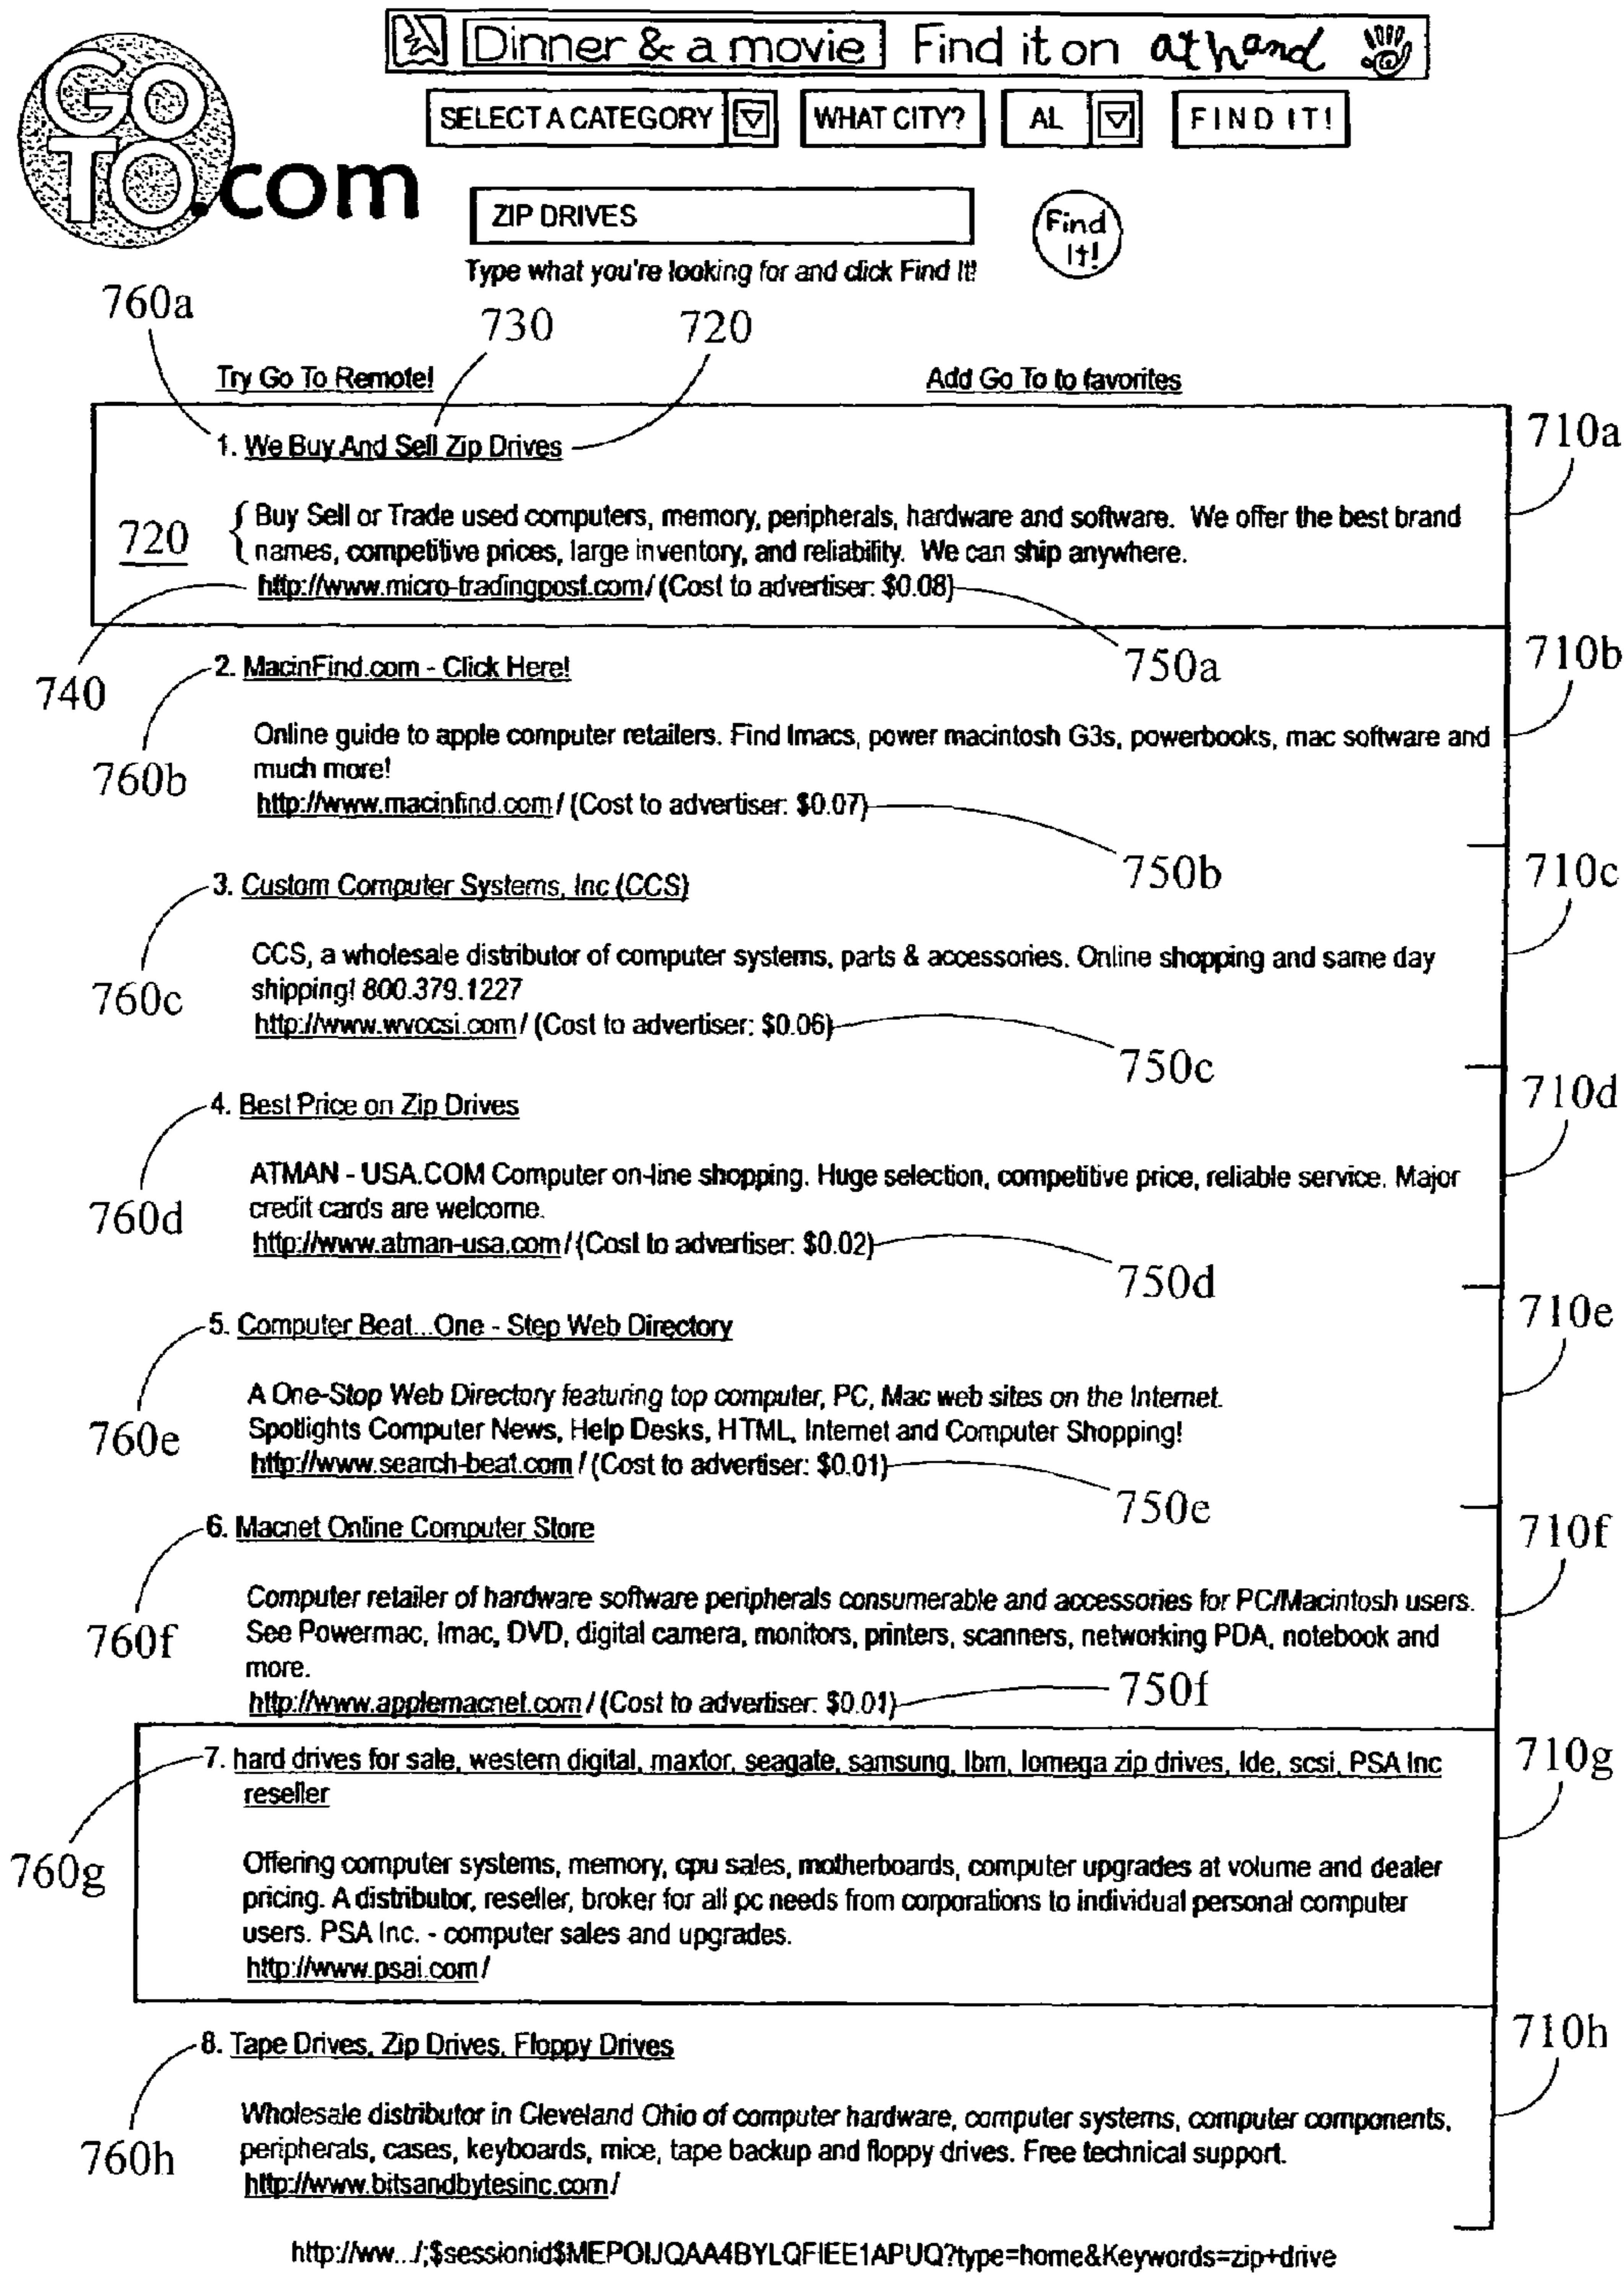 Dinner & a movie Find it on athand
GO
TO.com
SELECT A CATEGORY WHAT CITY? AL FIND IT!
ZIP DRIVES
Find
It!
Type what you're looking for and click Find It!
760a
730 720
Try Go To Remote! Add Go To to favorites
710a
1. We Buy And Sell Zip Drives
720
Buy Sell or Trade used computers, memory, peripherals, hardware and software. We offer the best brand
names, competitive prices, large inventory, and reliability. We can ship anywhere.
http://www.micro-tradingpost.com/ (Cost to advertiser: $0.08)
740
750a
710b
2. MacinFind.com - Click Here!
Online guide to apple computer retailers. Find Imacs, power macintosh G3s, powerbooks, mac software and
much more!
http://www.macinfind.com/ (Cost to advertiser: $0.07)
760b
750b
710c
3. Custom Computer Systems, Inc (CCS)
CCS, a wholesale distributor of computer systems, parts & accessories. Online shopping and same day
shipping! 800.379.1227
http://www.wvccsi.com/ (Cost to advertiser: $0.06)
760c
750c
710d
4. Best Price on Zip Drives
ATMAN - USA.COM Computer on-line shopping. Huge selection, competitive price, reliable service. Major
credit cards are welcome.
http://www.atman-usa.com/ (Cost to advertiser: $0.02)
760d
750d
710e
5. Computer Beat...One - Step Web Directory
A One-Stop Web Directory featuring top computer, PC, Mac web sites on the Internet.
Spotlights Computer News, Help Desks, HTML, Internet and Computer Shopping!
http://www.search-beat.com / (Cost to advertiser: $0.01)
760e
750e
710f
6. Macnet Online Computer Store
Computer retailer of hardware software peripherals consumerable and accessories for PC/Macintosh users.
See Powermac, Imac, DVD, digital camera, monitors, printers, scanners, networking PDA, notebook and
more.
http://www.applemacnet.com / (Cost to advertiser: $0.01)
760f
750f
710g
7. hard drives for sale, western digital, maxtor, seagate, samsung, Ibm, Iomega zip drives, Ide, scsi, PSA Inc
reseller
760g
Offering computer systems, memory, cpu sales, motherboards, computer upgrades at volume and dealer
pricing. A distributor, reseller, broker for all pc needs from corporations to individual personal computer
users. PSA Inc. - computer sales and upgrades.
http://www.psai.com/
710h
8. Tape Drives, Zip Drives, Floppy Drives
Wholesale distributor in Cleveland Ohio of computer hardware, computer systems, computer components,
peripherals, cases, keyboards, mice, tape backup and floppy drives. Free technical support.
http://www.bitsandbytesinc.com/
760h
http://ww.../;$sessionid$MEPOIJQAA4BYLQFIEE1APUQ?type=home&Keywords=zip+drive